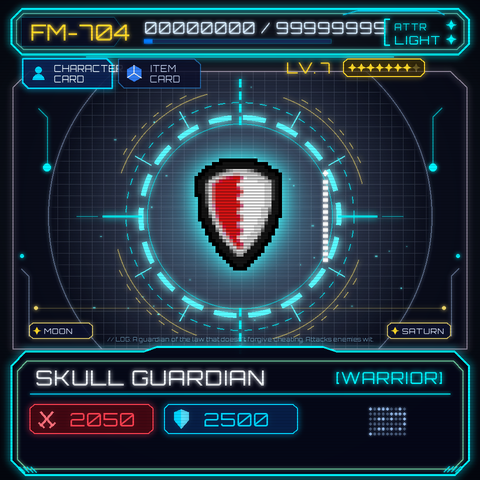 FM-704
00000000 / 99999999
ATTR
LIGHT
CHARACTER
CARD
ITEM
CARD
LV.7
MOON
SATURN
// LOG: A guardian of the law that doesn't forgive cheating. Attacks enemies wit
SKULL GUARDIAN
[WARRIOR]
2050
2500